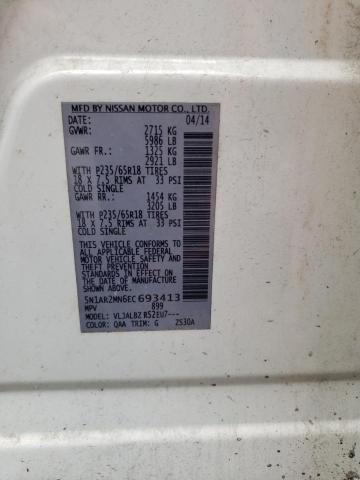 MFD BY NISSAN MOTOR CO., LTD.
DATE: 04/14
GVWR: 2715 KG
5986 LB
GAWR FR.: 1325 KG
2921 LB
WITH P235/65R18 TIRES
18 X 7.5 RIMS AT 33 PSI
COLD SINGLE
GAWR RR.: 1454 KG
3205 LB
WITH P235/65R18 TIRES
18 X 7.5 RIMS AT 33 PSI
COLD SINGLE
THIS VEHICLE CONFORMS TO ALL
APPLICABLE FEDERAL
MOTOR VEHICLE SAFETY
STANDARDS IN EFFECT ON THE
DATE OF MANUFACTURE
SHOWN ABOVE.
5N1AR2MN6EC693413
MPV 899
MODEL: VLJALBZ R52EU7---
COLOR: QAA TRIM: G ZS30A